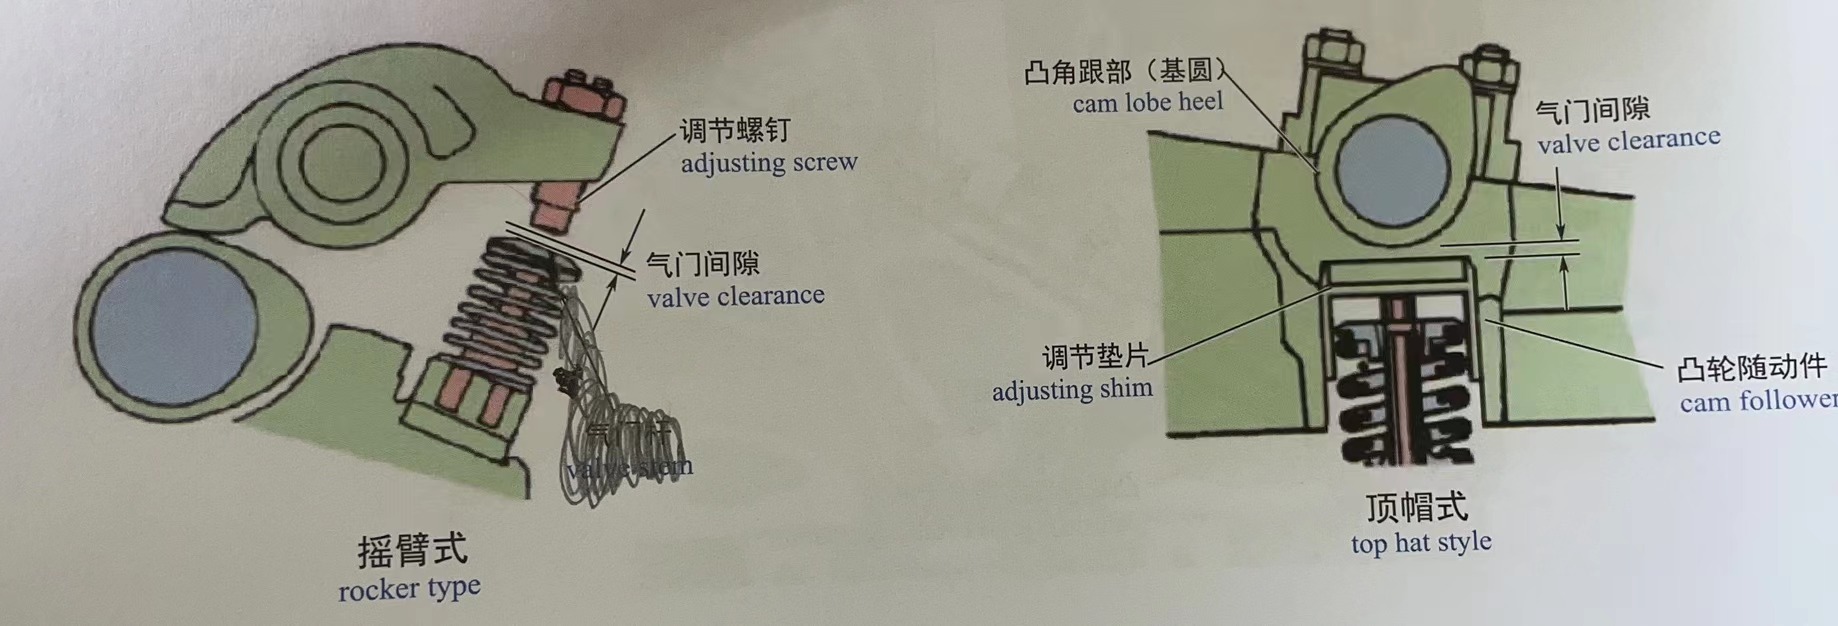 调节螺钉
adjusting screw
气门间隙
valve clearance
气门杆
valve stem
摇臂式
rocker type
凸角跟部（基圆）
cam lobe heel
气门间隙
valve clearance
调节垫片
adjusting shim
凸轮随动件
cam follower
顶帽式
top hat style